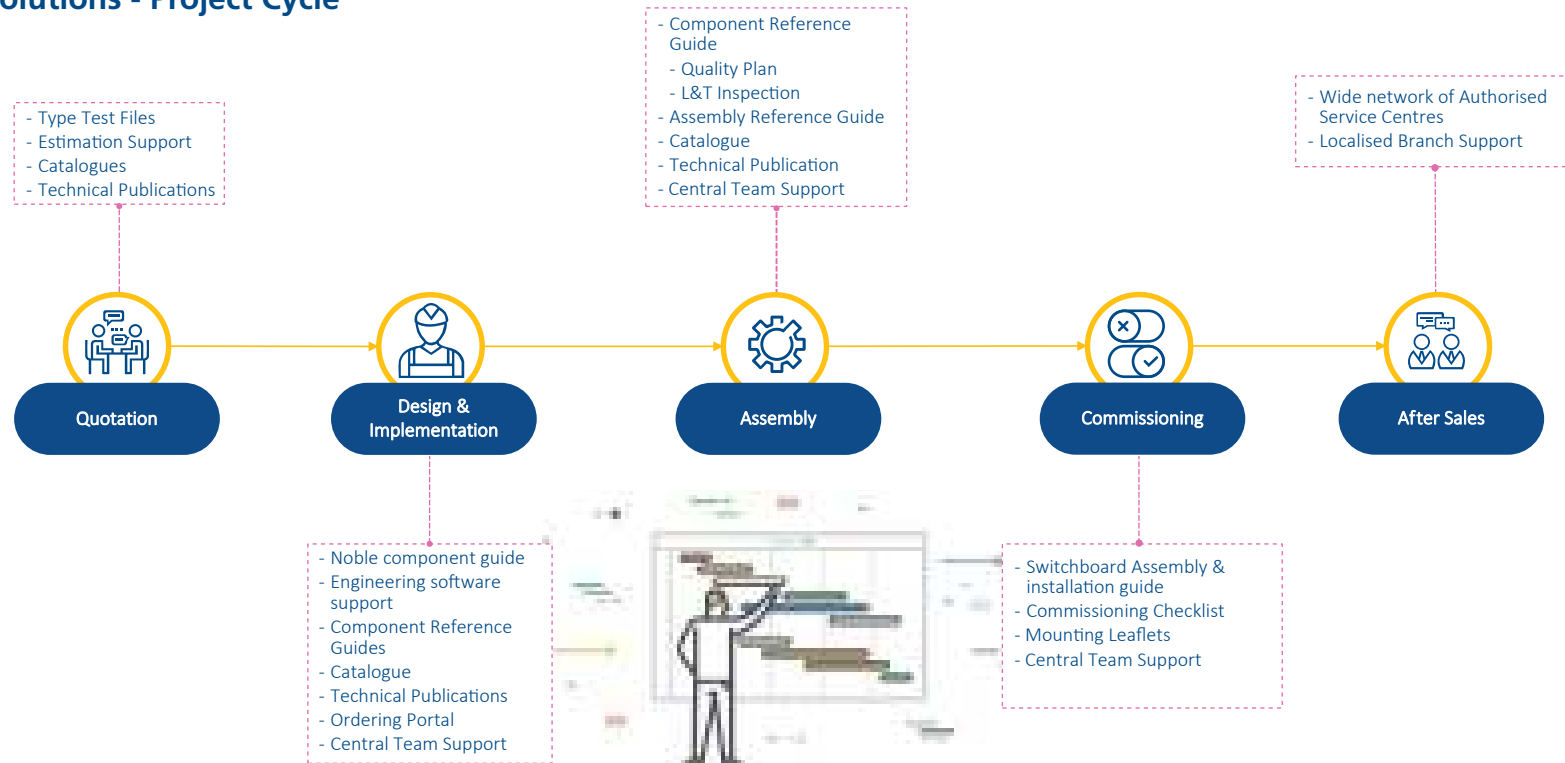 olutions - Project Cycle
- Type Test Files
- Estimation Support
- Catalogues
- Technical Publications
- Component Reference
Guide
- Quality Plan
- L&T Inspection
- Assembly Reference Guide
- Catalogue
- Technical Publication
- Central Team Support
- Wide network of Authorised
Service Centres
- Localised Branch Support
Quotation
Design &
Implementation
Assembly
Commissioning
After Sales
- Noble component guide
- Engineering software
support
- Component Reference
Guides
- Catalogue
- Technical Publications
- Ordering Portal
- Central Team Support
- Switchboard Assembly &
installation guide
- Commissioning Checklist
- Mounting Leaflets
- Central Team Support